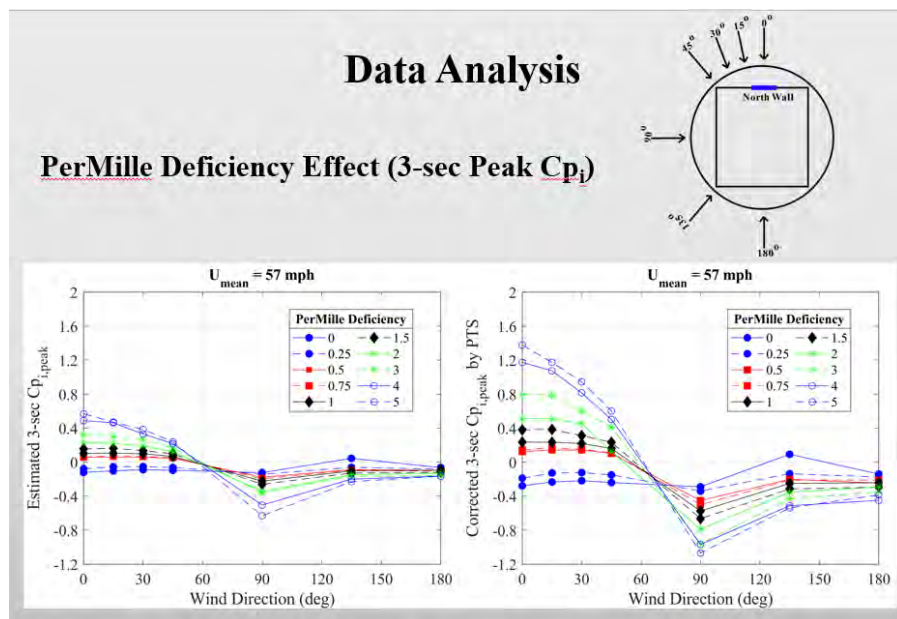 Data Analysis
PerMille Deficiency Effect (3-sec Peak Cpi)
45°
30°
15°
0°
North Wall
90°
135°
180°
U_mean = 57 mph
Estimated 3-sec Cp_i,peak
2
1.6
1.2
0.8
0.4
0
-0.4
-0.8
-1.2
PerMille Deficiency
0 1.5
0.25 2
0.5 3
0.75 4
1 5
0 30 60 90 120 150 180
Wind Direction (deg)
U_mean = 57 mph
Corrected 3-sec Cp_i,peak by PTS
2
1.6
1.2
0.8
0.4
0
-0.4
-0.8
-1.2
PerMille Deficiency
0 1.5
0.25 2
0.5 3
0.75 4
1 5
0 30 60 90 120 150 180
Wind Direction (deg)